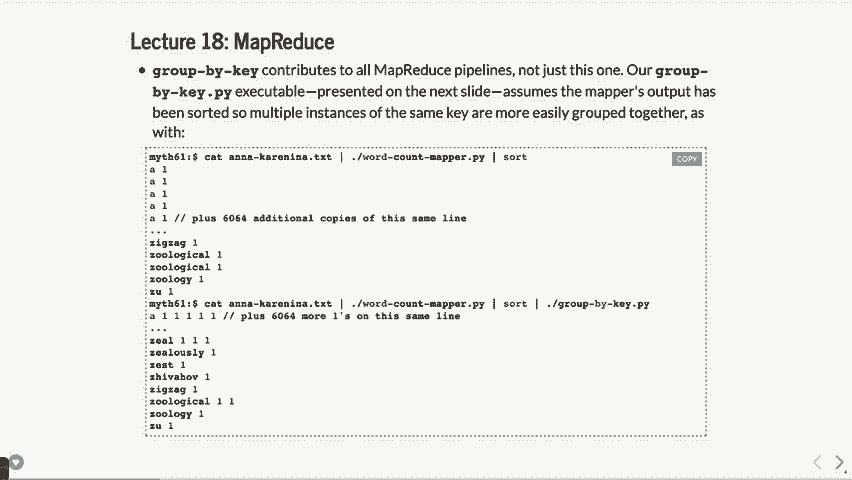 Lecture 18: MapReduce
• group-by-key contributes to all MapReduce pipelines, not just this one. Our group-
by-key.py executable—presented on the next slide—assumes the mapper's output has
been sorted so multiple instances of the same key are more easily grouped together, as
with:
myth61:$ cat anna-karenina.txt | ./word-count-mapper.py | sort
COPY
a 1
a 1
a 1
a 1
a 1 // plus 6064 additional copies of this same line
...
zigzag 1
zoological 1
zoological 1
zoology 1
zu 1
myth61:$ cat anna-karenina.txt | ./word-count-mapper.py | sort | ./group-by-key.py
a 1 1 1 1 1 // plus 6064 more 1's on this same line
...
zeal 1 1 1
zealously 1
zest 1
zhivahov 1
zigzag 1
zoological 1 1
zoology 1
zu 1